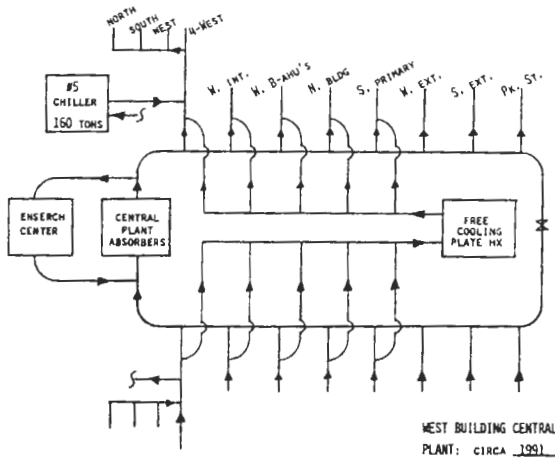 NORTH
SOUTH
WEST
4-WEST
W. INT.
W. B-AHU'S
N. BLDG
S. PRIMARY
W. EXT.
S. EXT.
PK. ST.
#5
CHILLER
160 TONS
ENSERCH
CENTER
CENTRAL
PLANT
ABSORBERS
FREE
COOLING
PLATE HX
WEST BUILDING CENTRAL
PLANT: CIRCA 1991